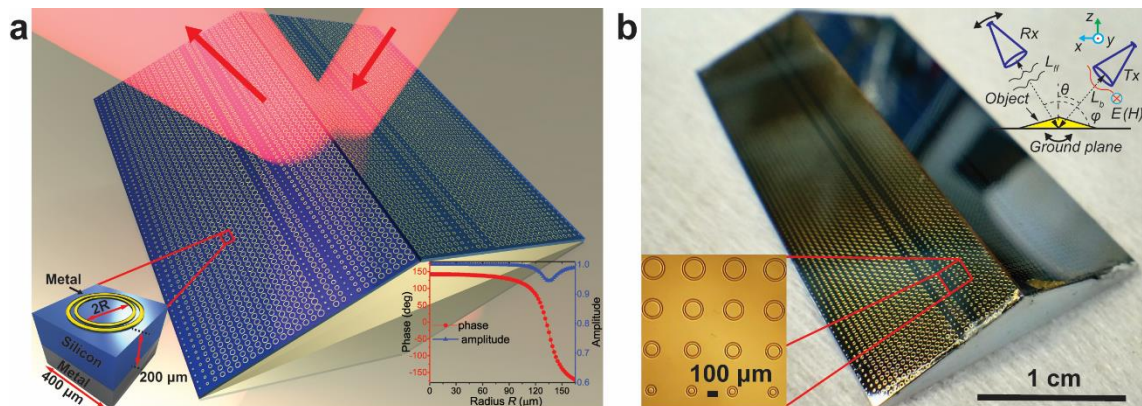 a
Metal
2R
Silicon
Metal
200 μm
400 μm
Phase (deg)
150
100
50
0
-50
-100
-150
phase
amplitude
1.0
0.9
0.8
0.7
0.6
Amplitude
0 30 60 90 120 150
Radius R (μm)
b
Rx
z
x
y
Tx
L_ff
θ
L_b
Object
φ
E(H)
Ground plane
100 μm
1 cm